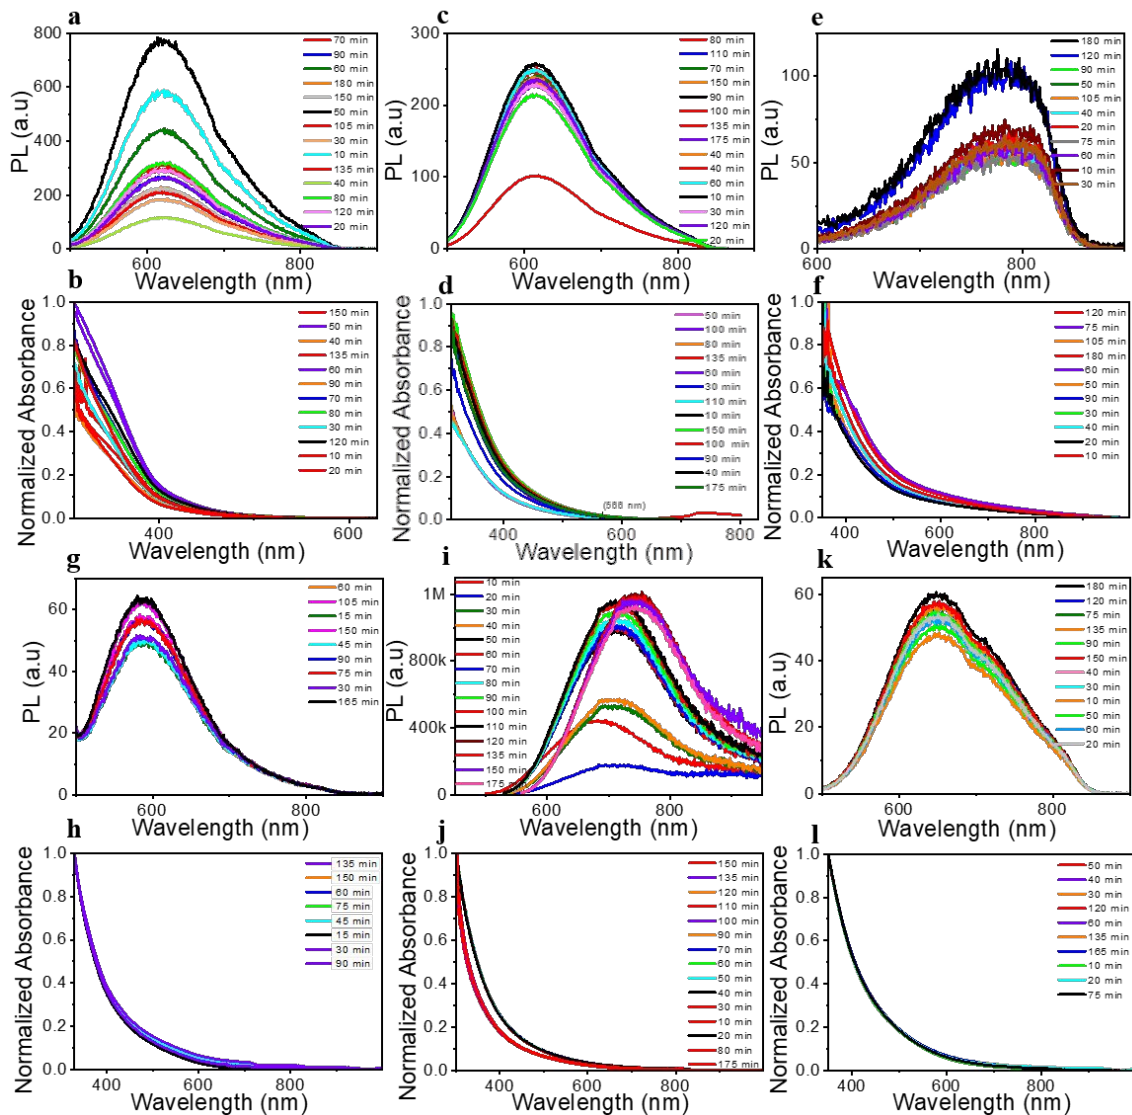 a
PL (a.u)
800
600
400
200
0
600
800
Wavelength (nm)
70 min
90 min
60 min
180 min
150 min
50 min
105 min
30 min
10 min
135 min
40 min
80 min
120 min
20 min
c
PL (a.u)
300
200
100
0
600
800
Wavelength (nm)
80 min
110 min
70 min
150 min
90 min
100 min
135 min
175 min
40 min
40 min
60 min
10 min
30 min
120 min
20 min
e
PL (a.u)
100
50
0
600
800
Wavelength (nm)
180 min
120 min
90 min
50 min
105 min
40 min
20 min
75 min
60 min
10 min
30 min
b
Normalized Absorbance
1.0
0.8
0.6
0.4
0.2
0.0
400
600
Wavelength (nm)
150 min
50 min
40 min
135 min
60 min
90 min
70 min
80 min
30 min
120 min
10 min
20 min
d
Normalized Absorbance
1.0
0.8
0.6
0.4
0.2
0.0
400
600
800
Wavelength (nm)
(568 nm)
50 min
100 min
80 min
135 min
60 min
30 min
110 min
10 min
150 min
100 min
90 min
40 min
175 min
f
Normalized Absorbance
1.0
0.8
0.6
0.4
0.2
0.0
400
600
800
Wavelength (nm)
120 min
75 min
105 min
180 min
60 min
50 min
90 min
30 min
40 min
20 min
10 min
g
PL (a.u)
60
40
20
0
600
800
Wavelength (nm)
60 min
105 min
15 min
150 min
45 min
90 min
75 min
30 min
165 min
i
PL (a.u)
1M
800k
400k
0
600
800
Wavelength (nm)
10 min
20 min
30 min
40 min
50 min
60 min
70 min
80 min
90 min
100 min
110 min
120 min
135 min
150 min
175 min
k
PL (a.u)
60
40
20
0
600
800
Wavelength (nm)
180 min
120 min
75 min
135 min
90 min
150 min
40 min
30 min
10 min
50 min
60 min
20 min
h
Normalized Absorbance
1.0
0.8
0.6
0.4
0.2
0.0
400
600
800
Wavelength (nm)
135 min
150 min
60 min
75 min
45 min
15 min
30 min
90 min
j
Normalized Absorbance
1.0
0.8
0.6
0.4
0.2
0.0
400
600
800
Wavelength (nm)
150 min
135 min
120 min
110 min
100 min
90 min
70 min
60 min
50 min
40 min
30 min
10 min
20 min
80 min
175 min
l
Normalized Absorbance
1.0
0.8
0.6
0.4
0.2
0.0
400
600
800
Wavelength (nm)
50 min
40 min
30 min
120 min
60 min
135 min
165 min
10 min
20 min
75 min